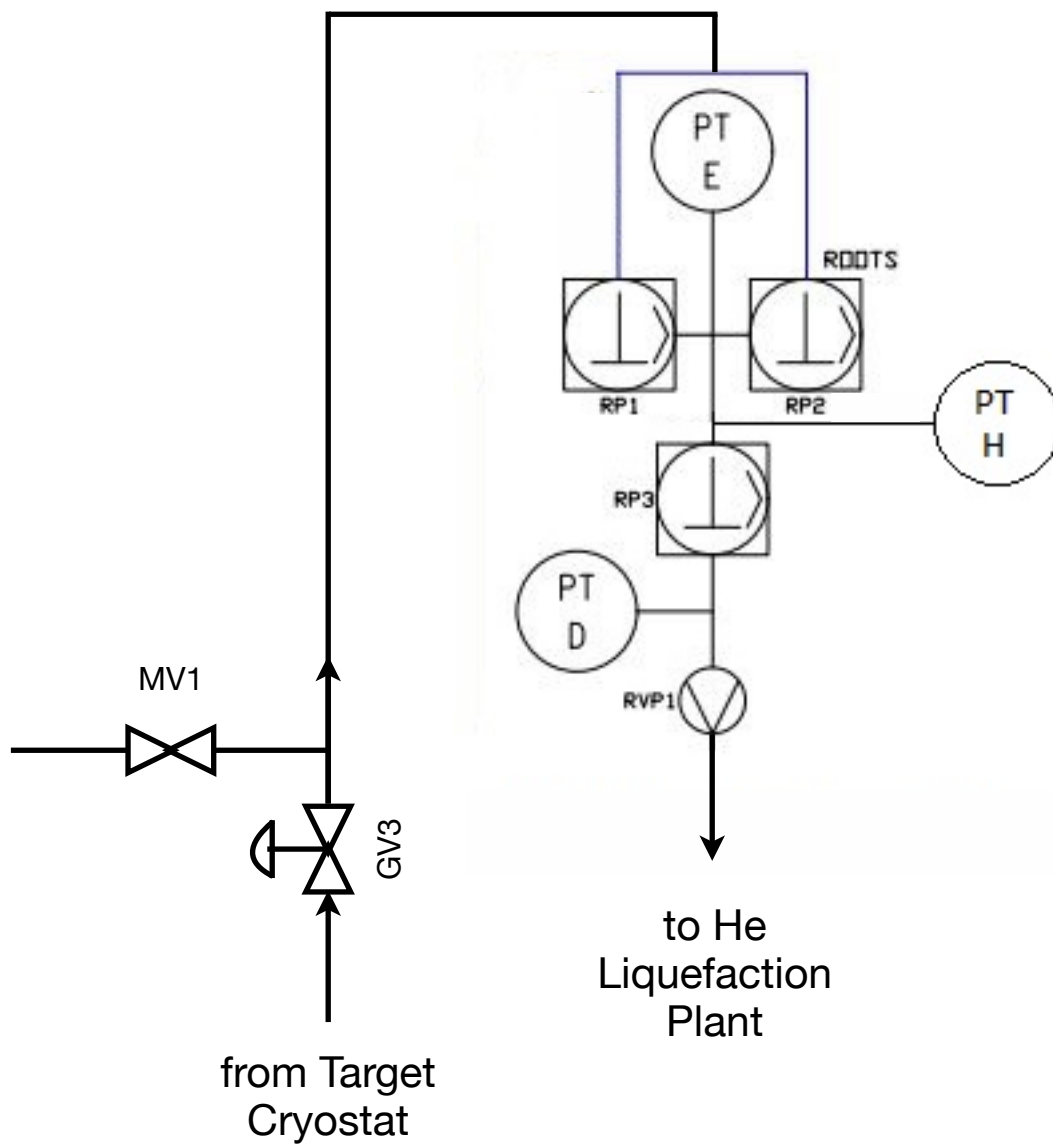 PT
E
ROOTS
RP1
RP2
PT
H
RP3
PT
D
MV1
RVP1
GV3
to He
Liquefaction
Plant
from Target
Cryostat